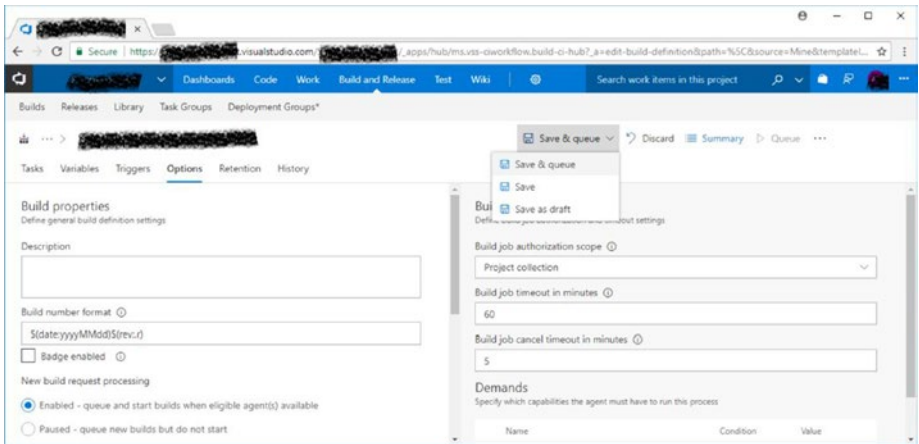 Secure | https://
.visualstudio.com/
/_apps/hub/ms.vss-ciworkflow.build-ci-hub?_a=edit-build-definition&path=%5C&source=Mine&templateI...
Dashboards Code Work Build and Release Test Wiki Search work items in this project
Builds Releases Library Task Groups Deployment Groups*
... > Save & queue Discard Summary Queue ...
Tasks Variables Triggers Options Retention History
Save & queue
Save
Save as draft
Build properties
Define general build definition settings
Description
Build number format
$(date:yyyyMMdd)$(rev:.r)
Badge enabled
New build request processing
Enabled - queue and start builds when eligible agent(s) available
Paused - queue new builds but do not start
Bui
Build job authorization scope
Project collection
Build job timeout in minutes
60
Build job cancel timeout in minutes
5
Demands
Specify which capabilities the agent must have to run this process
Name Condition Value